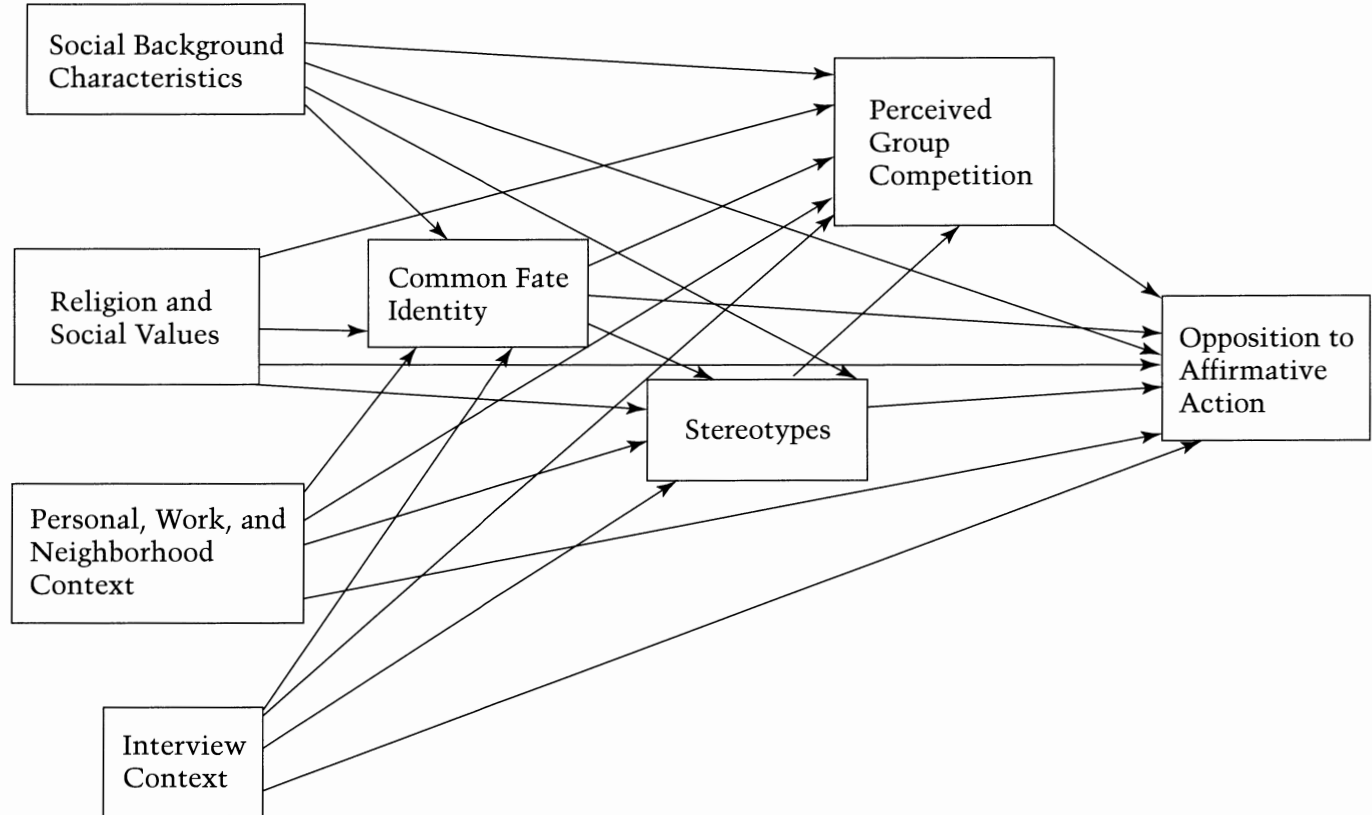 Social Background
Characteristics
Perceived
Group
Competition
Common Fate
Identity
Religion and
Social Values
Opposition to
Affirmative
Action
Stereotypes
Personal, Work, and
Neighborhood
Context
Interview
Context